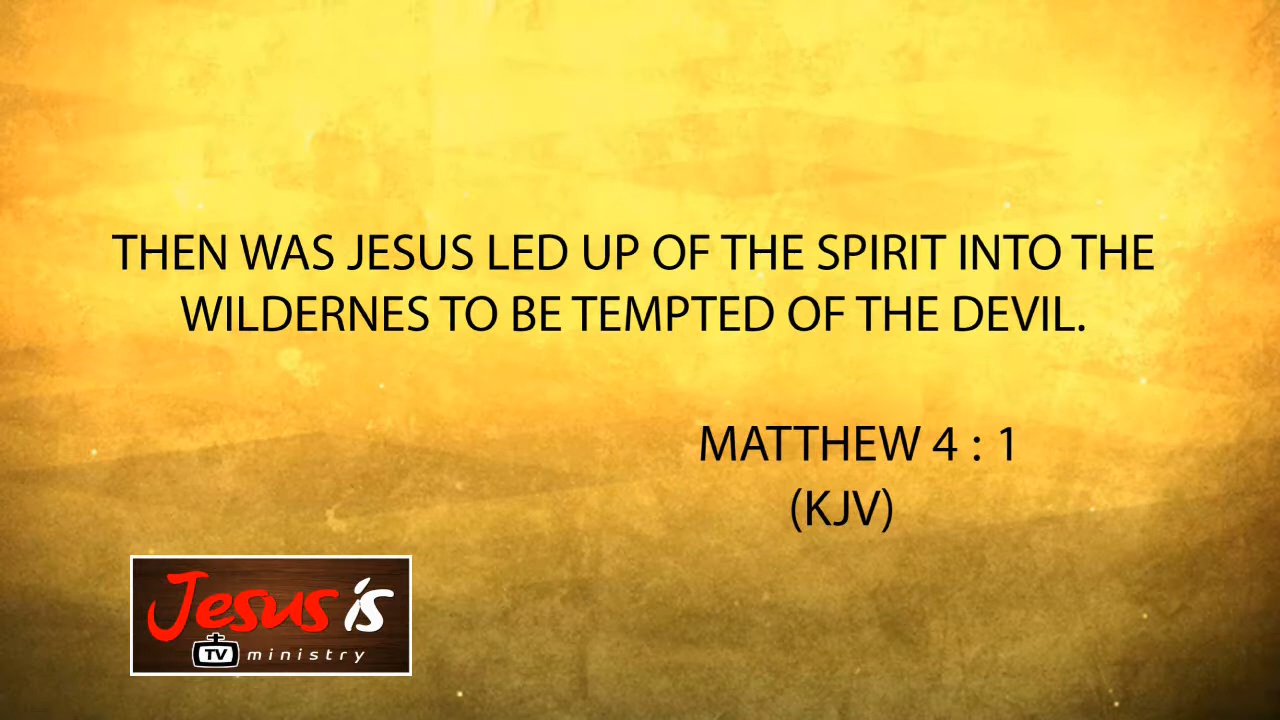 THEN WAS JESUS LED UP OF THE SPIRIT INTO THE
WILDERNES TO BE TEMPTED OF THE DEVIL.
MATTHEW 4 : 1
(KJV)
Jesus is
TV ministry